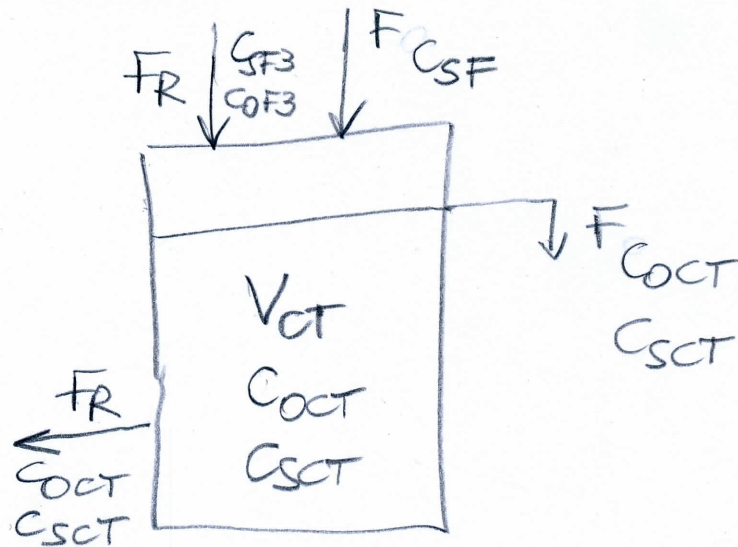 F_R
C_SF3
C_OF3
F
C_SF
F
C_OCT
C_SCT
V_CT
C_OCT
C_SCT
F_R
C_OCT
C_SCT